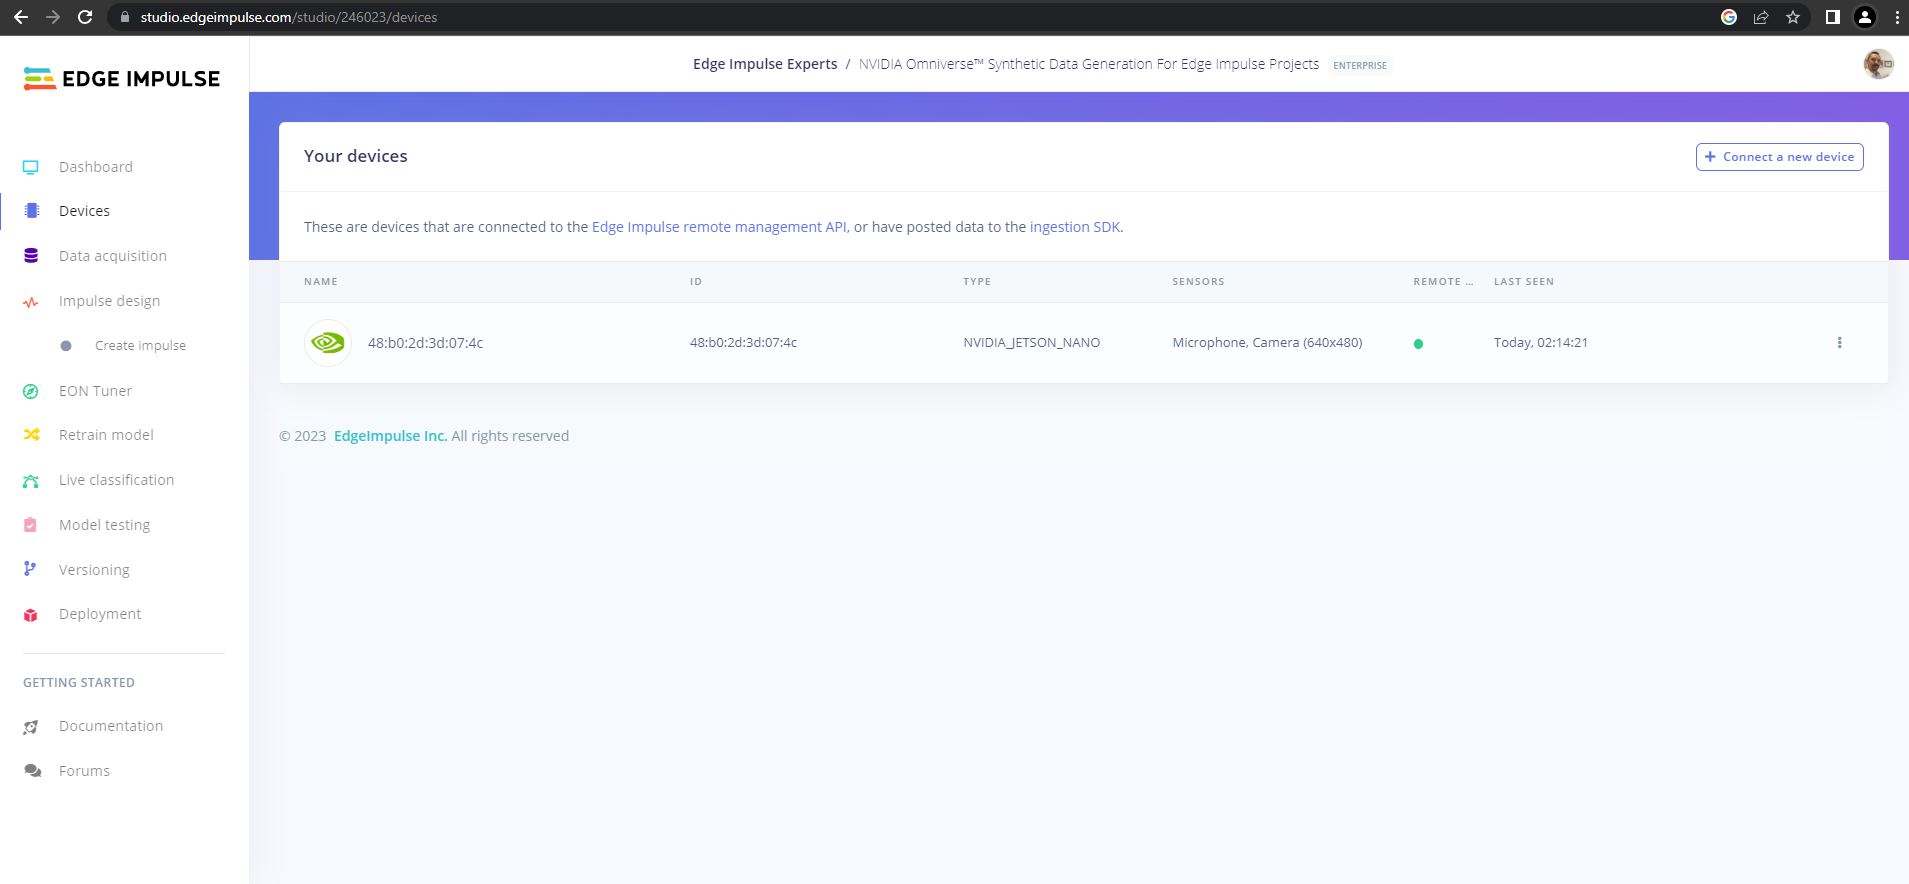 studio.edgeimpulse.com/studio/246023/devices
EDGE IMPULSE
Edge Impulse Experts / NVIDIA Omniverse™ Synthetic Data Generation For Edge Impulse Projects ENTERPRISE
Dashboard
Devices
Data acquisition
Impulse design
Create impulse
EON Tuner
Retrain model
Live classification
Model testing
Versioning
Deployment
GETTING STARTED
Documentation
Forums
Your devices
+ Connect a new device
These are devices that are connected to the Edge Impulse remote management API, or have posted data to the ingestion SDK.
NAME ID TYPE SENSORS REMOTE ... LAST SEEN
48:b0:2d:3d:07:4c 48:b0:2d:3d:07:4c NVIDIA_JETSON_NANO Microphone, Camera (640x480) Today, 02:14:21
© 2023 EdgeImpulse Inc. All rights reserved